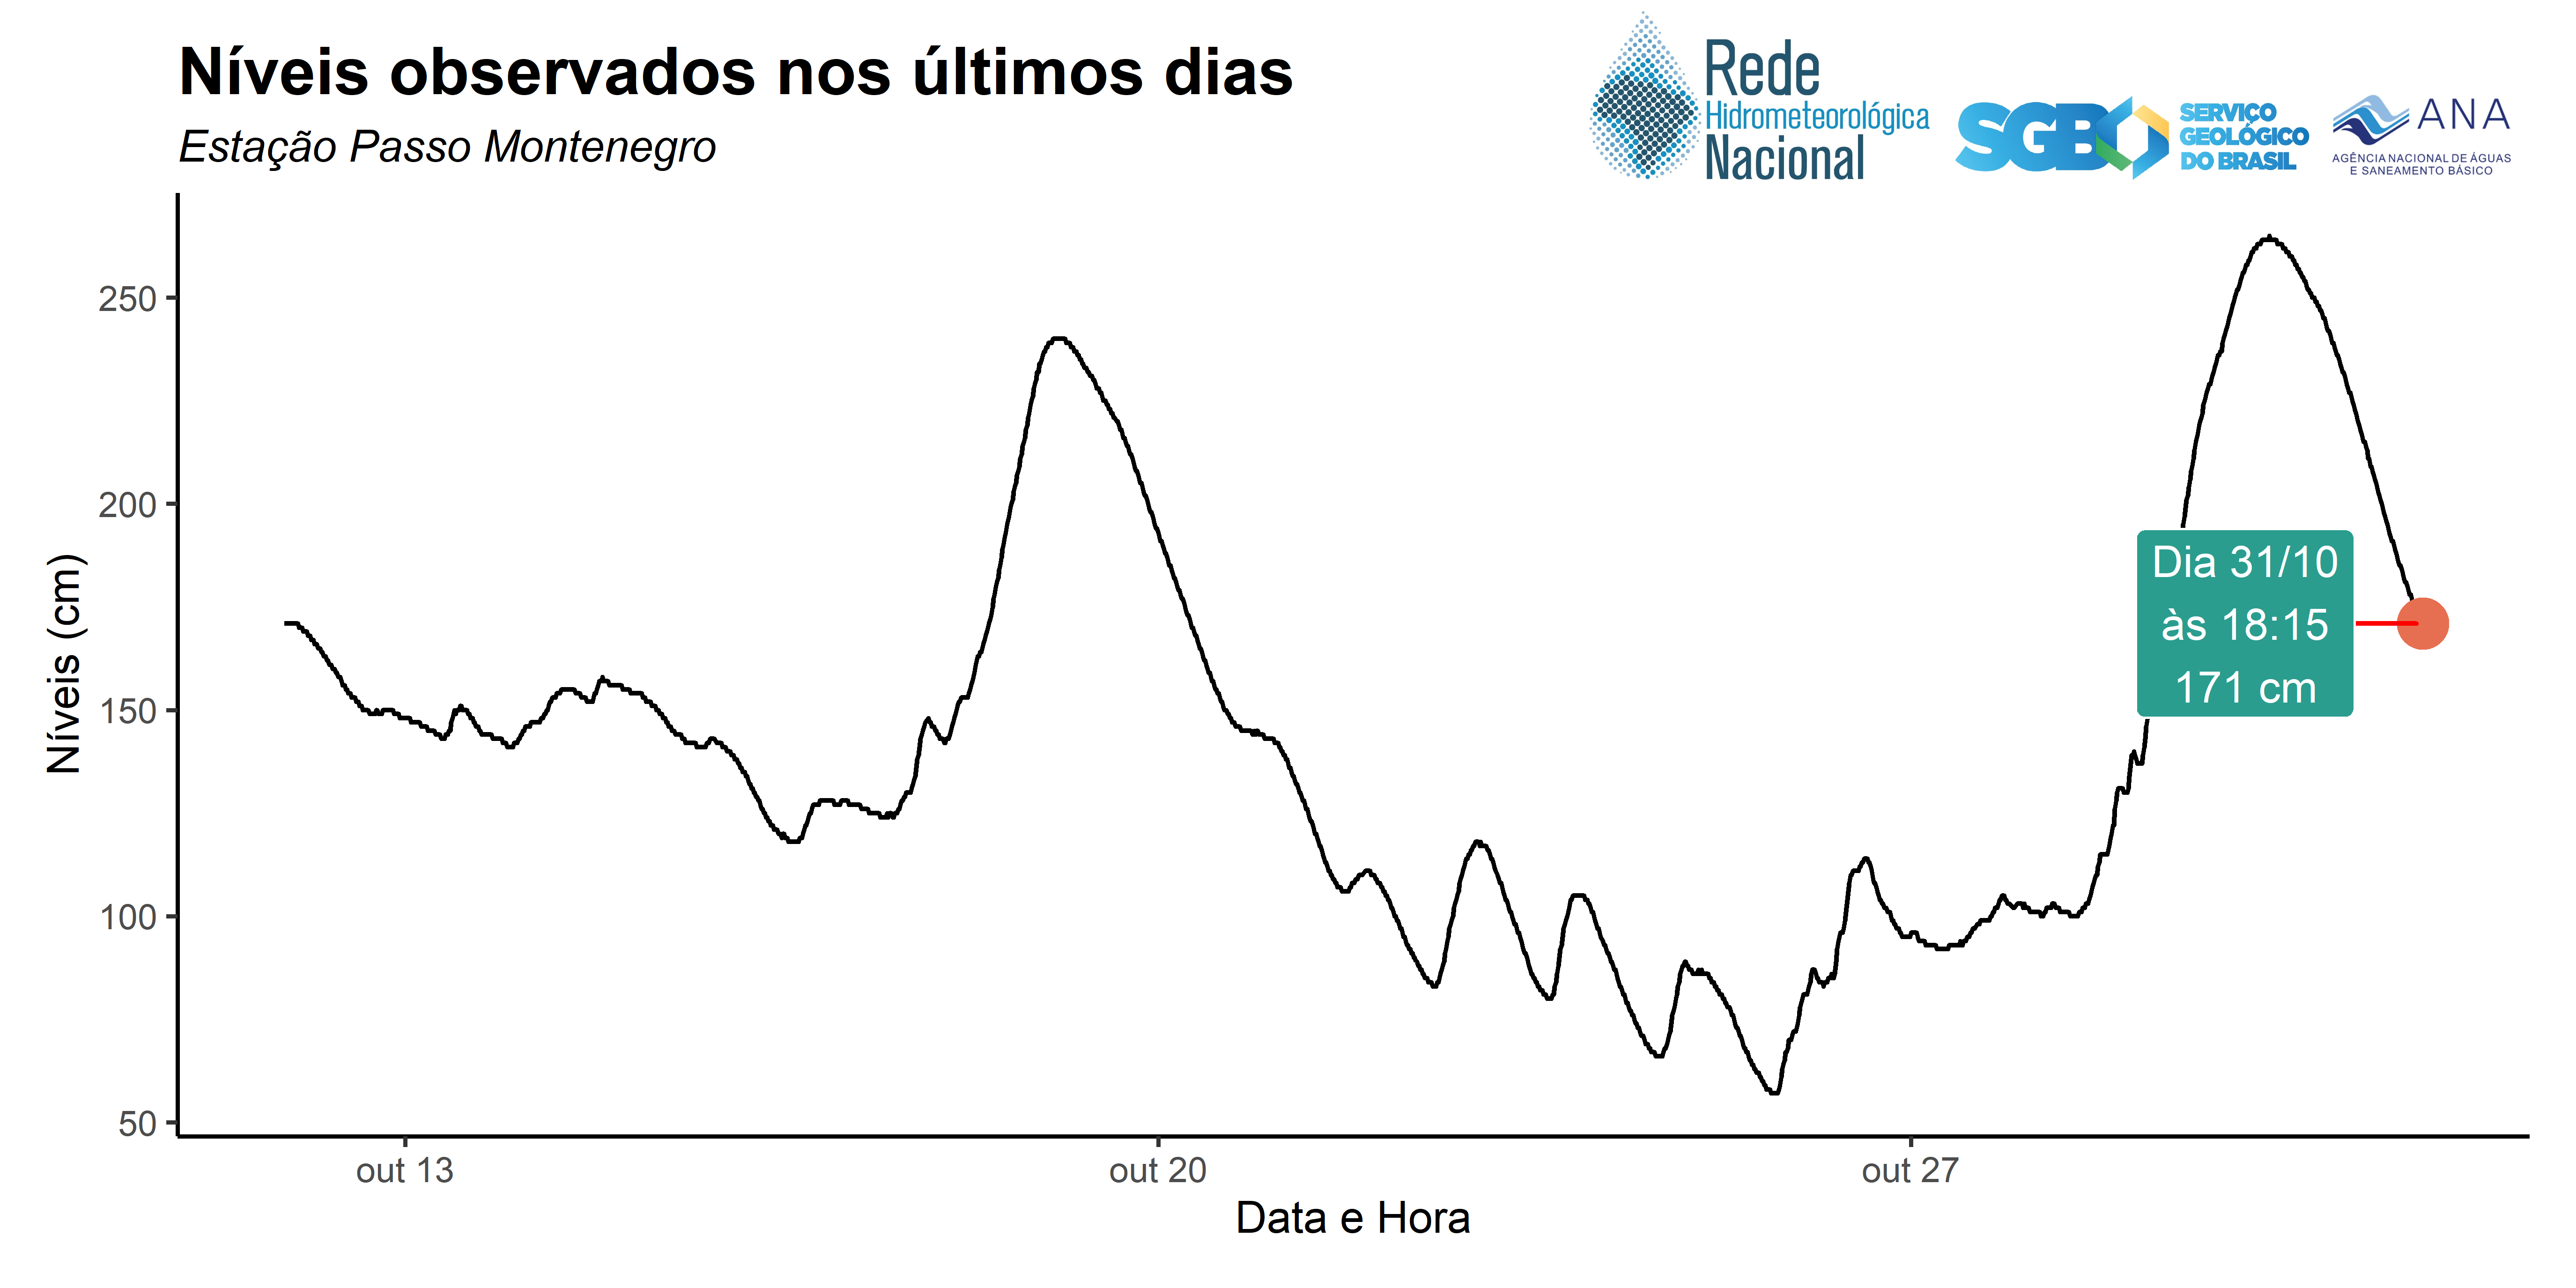 Níveis observados nos últimos dias
Estação Passo Montenegro
Rede
Hidrometeorológica
Nacional
SGB
SERVIÇO
GEOLÓGICO
DO BRASIL
ANA
AGÊNCIA NACIONAL DE ÁGUAS
E SANEAMENTO BÁSICO
Níveis (cm)
250
200
150
100
50
Dia 31/10
às 18:15
171 cm
out 13
out 20
out 27
Data e Hora